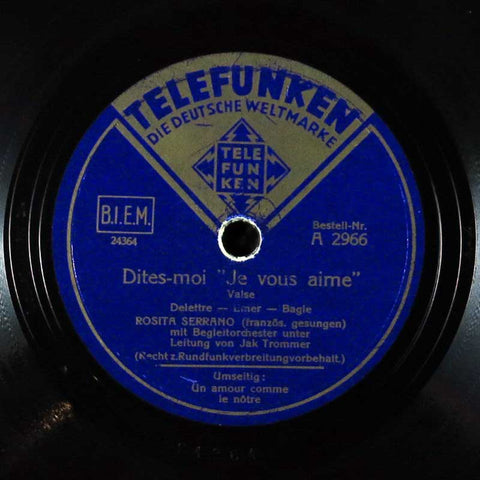 TELEFUNKEN
DIE DEUTSCHE WELTMARKE
TELE
FUN
KEN
B.I.E.M.
24364
Bestell-Nr.
A 2966
Dites-moi "Je vous aime"
Valse
Delettre — Emer — Bagle
ROSITA SERRANO (französ. gesungen)
mit Begleitorchester unter
Leitung von Jak Trommer
(Recht z.Rundfunkverbreitung vorbehalt.)
Umseitig:
Un amour comme
le nôtre